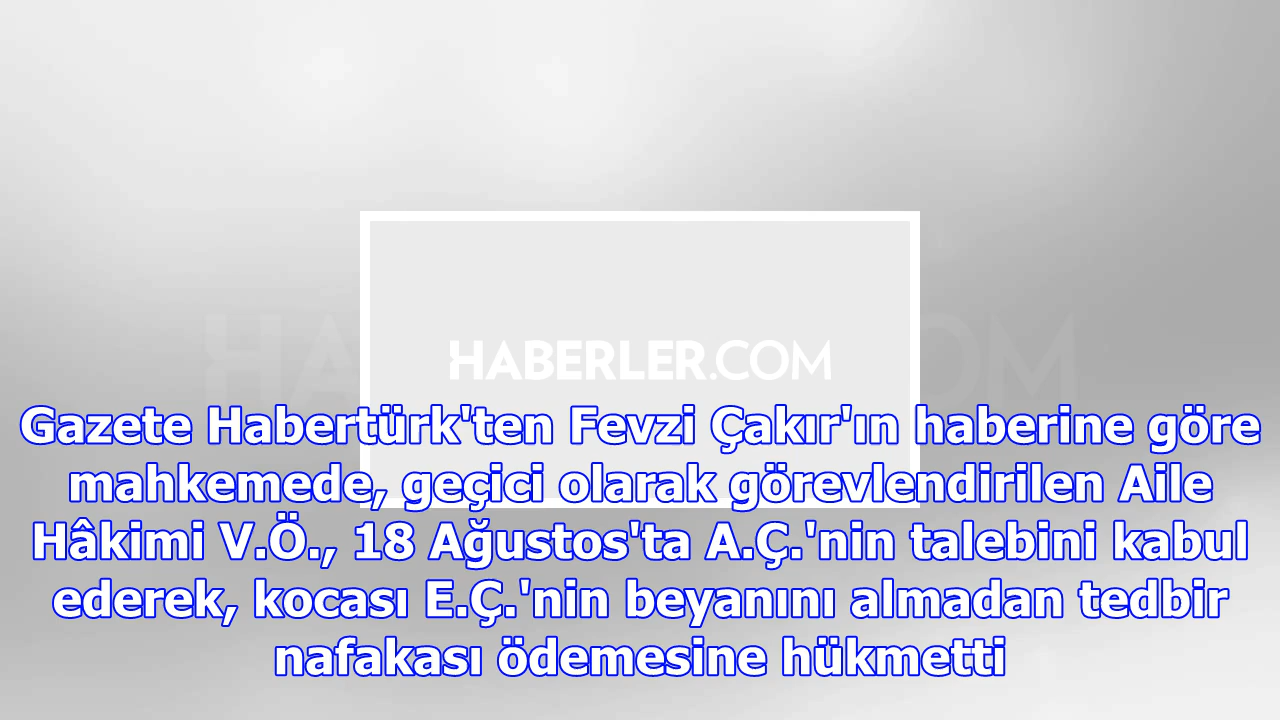 HABERLER.COM
Gazete Habertürk'ten Fevzi Çakır'ın haberine göre
mahkemede, geçici olarak görevlendirilen Aile
Hâkimi V.Ö., 18 Ağustos'ta A.Ç.'nin talebini kabul
ederek, kocası E.Ç.'nin beyanını almadan tedbir
nafakası ödemesine hükmetti